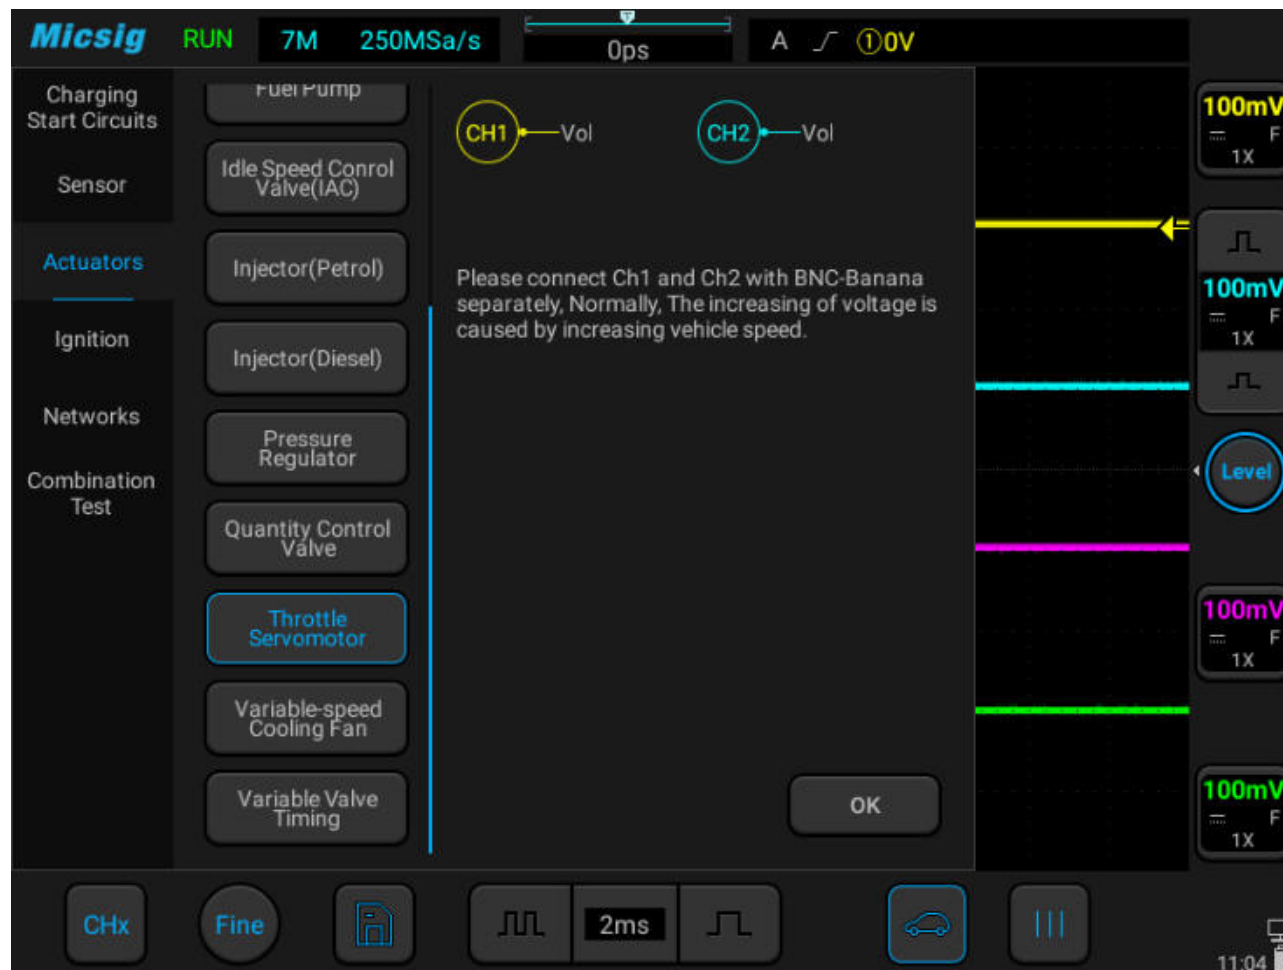 Micsig RUN 7M 250MSa/s T 0ps A ①0V
Charging
Start Circuits
Sensor
Actuators
Ignition
Networks
Combination
Test
Fuel Pump
Idle Speed Conrol
Valve(IAC)
Injector(Petrol)
Injector(Diesel)
Pressure
Regulator
Quantity Control
Valve
Throttle
Servomotor
Variable-speed
Cooling Fan
Variable Valve
Timing
CH1 Vol CH2 Vol
Please connect Ch1 and Ch2 with BNC-Banana
separately, Normally, The increasing of voltage is
caused by increasing vehicle speed.
OK
100mV
F
1X
100mV
F
1X
Level
100mV
F
1X
100mV
F
1X
CHx Fine 2ms
11:04